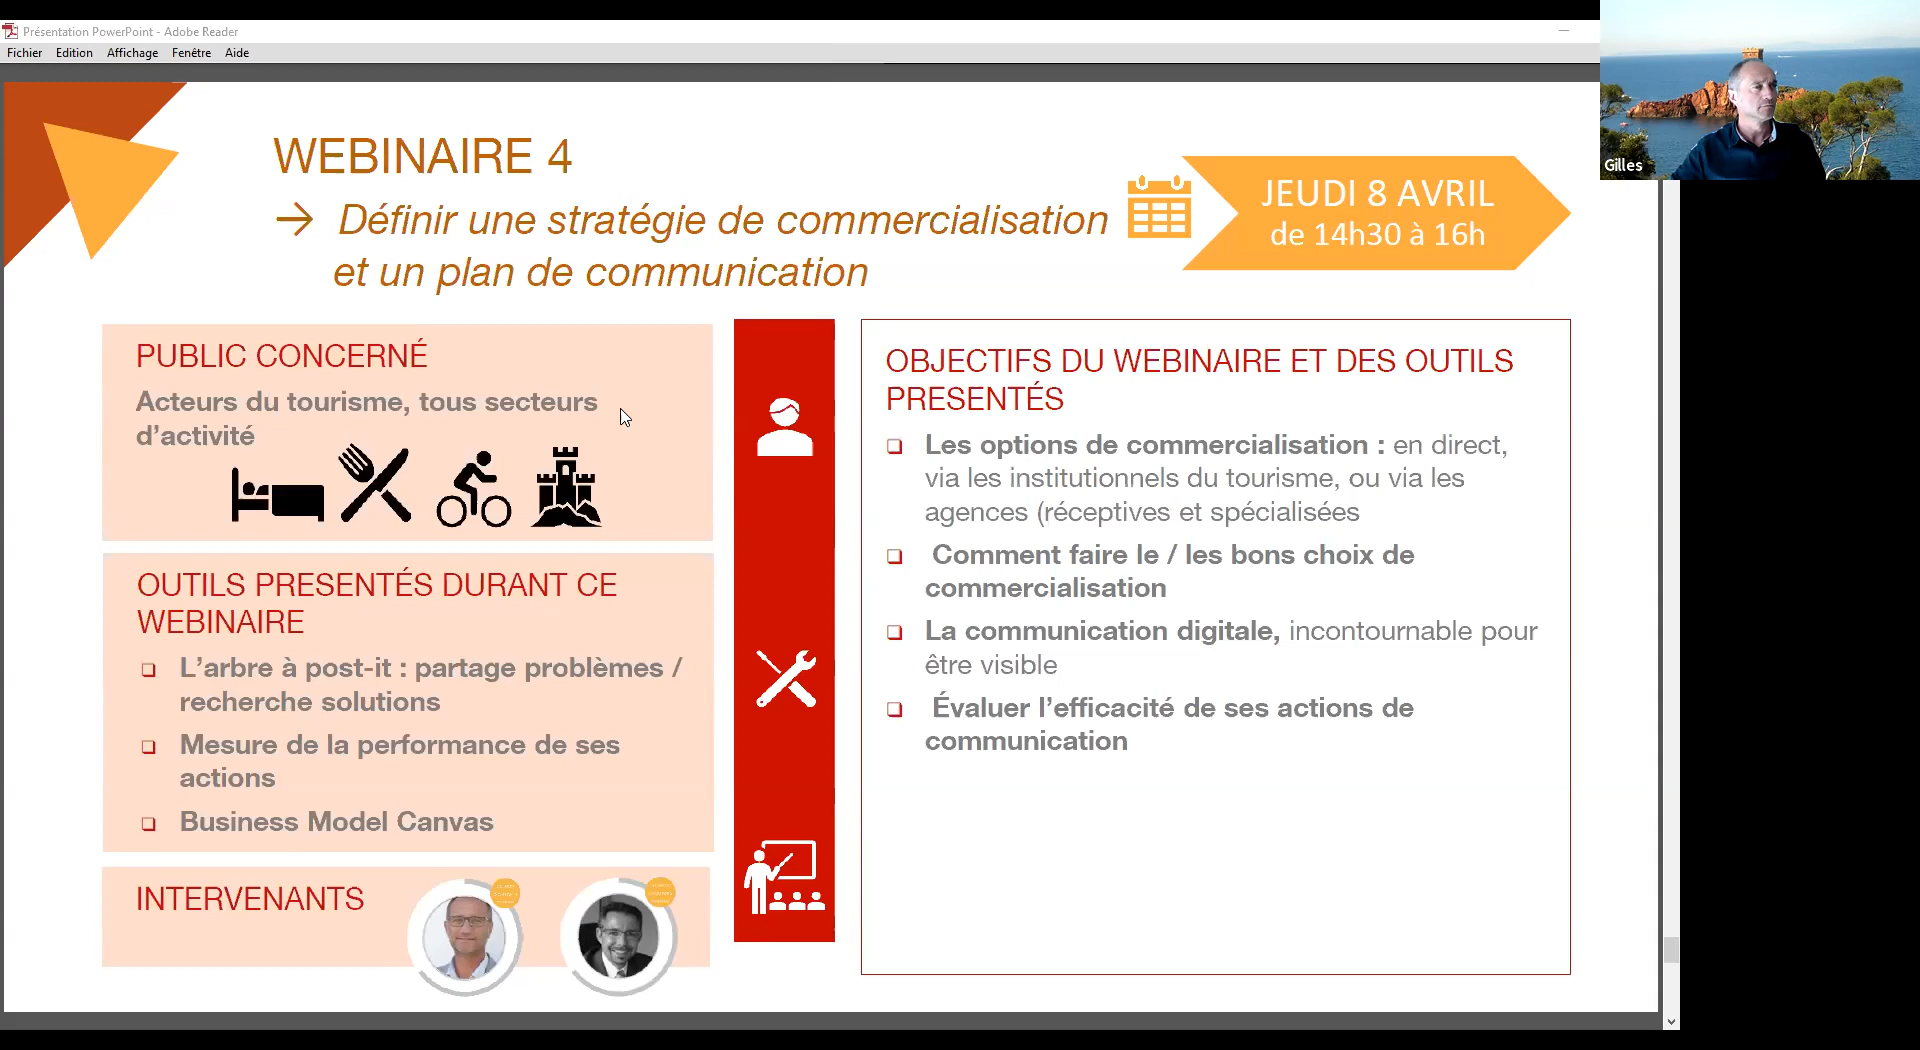 Présentation PowerPoint - Adobe Reader
Fichier Edition Affichage Fenêtre Aide
Gilles
WEBINAIRE 4
→ Définir une stratégie de commercialisation
et un plan de communication
JEUDI 8 AVRIL
de 14h30 à 16h
PUBLIC CONCERNÉ
Acteurs du tourisme, tous secteurs
d’activité
OUTILS PRESENTÉS DURANT CE
WEBINAIRE
❑ L’arbre à post-it : partage problèmes /
recherche solutions
❑ Mesure de la performance de ses
actions
❑ Business Model Canvas
INTERVENANTS
OBJECTIFS DU WEBINAIRE ET DES OUTILS
PRESENTÉS
❑ Les options de commercialisation : en direct,
via les institutionnels du tourisme, ou via les
agences (réceptives et spécialisées
❑ Comment faire le / les bons choix de
commercialisation
❑ La communication digitale, incontournable pour
être visible
❑ Évaluer l’efficacité de ses actions de
communication